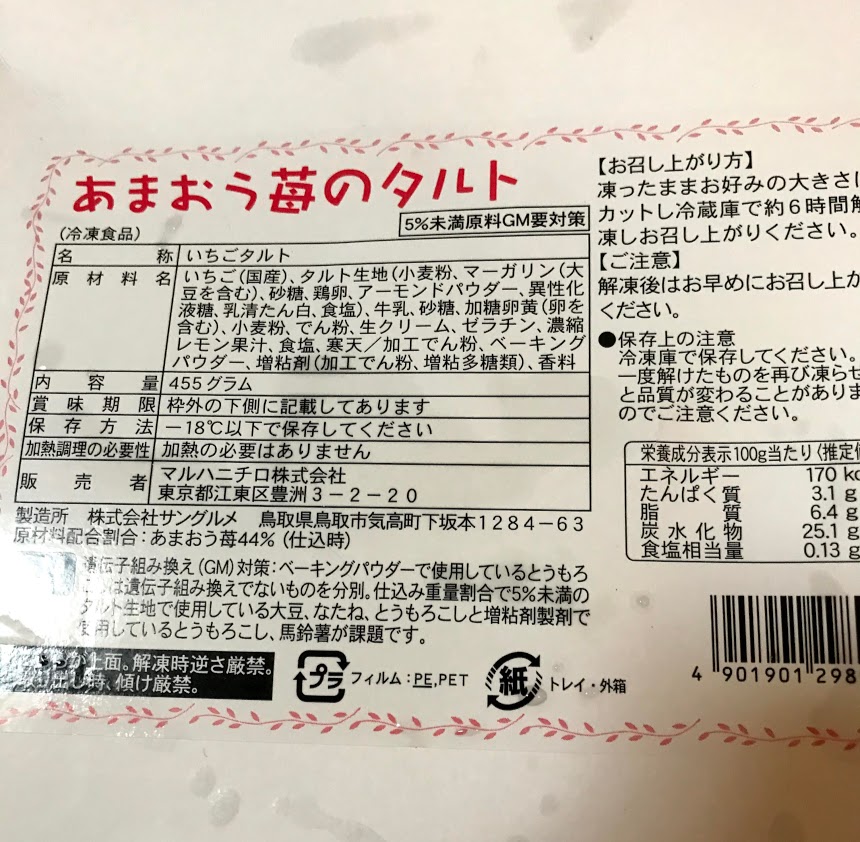 あまおう苺のタルト
(冷凍食品)
5%未満原料GM要対策
名称 いちごタルト
原材料名 いちご(国産)、タルト生地(小麦粉、マーガリン(大
豆を含む)、砂糖、鶏卵、アーモンドパウダー、異性化
液糖、乳清たん白、食塩)、牛乳、砂糖、加糖卵黄(卵を
含む)、小麦粉、でん粉、生クリーム、ゼラチン、濃縮
レモン果汁、食塩、寒天/加工でん粉、ベーキング
パウダー、増粘剤(加工でん粉、増粘多糖類)、香料
内容量 455グラム
賞味期限 枠外の下側に記載してあります
保存方法 －18℃以下で保存してください
加熱調理の必要性 加熱の必要はありません
販売者 マルハニチロ株式会社
東京都江東区豊洲3－2－20
製造所 株式会社サングルメ 鳥取県鳥取市気高町下坂本1284－63
原材料配合割合:あまおう苺44%(仕込時)
遺伝子組み換え(GM)対策:ベーキングパウダーで使用しているとうもろ
は遺伝子組み換えでないものを分別。仕込み重量割合で5%未満の
タルト生地で使用している大豆、なたね、とうもろこしと増粘剤製剤で
使用しているとうもろこし、馬鈴薯が課題です。
が上面。解凍時逆さ厳禁。
時、傾け厳禁。
プラ フィルム:PE,PET
紙 トレイ・外箱
【お召し上がり方】
凍ったままお好みの大きさに
カットし冷蔵庫で約6時間解
凍しお召し上がりください。
【ご注意】
解凍後はお早めにお召し上が
ください。
●保存上の注意
冷凍庫で保存してください。
一度解けたものを再び凍らせ
と品質が変わることがありま
のでご注意ください。
栄養成分表示100g当たり(推定値
エネルギー 170 kc
たんぱく質 3.1 g
脂質 6.4 g
炭水化物 25.1 g
食塩相当量 0.13 g
4 901901 298